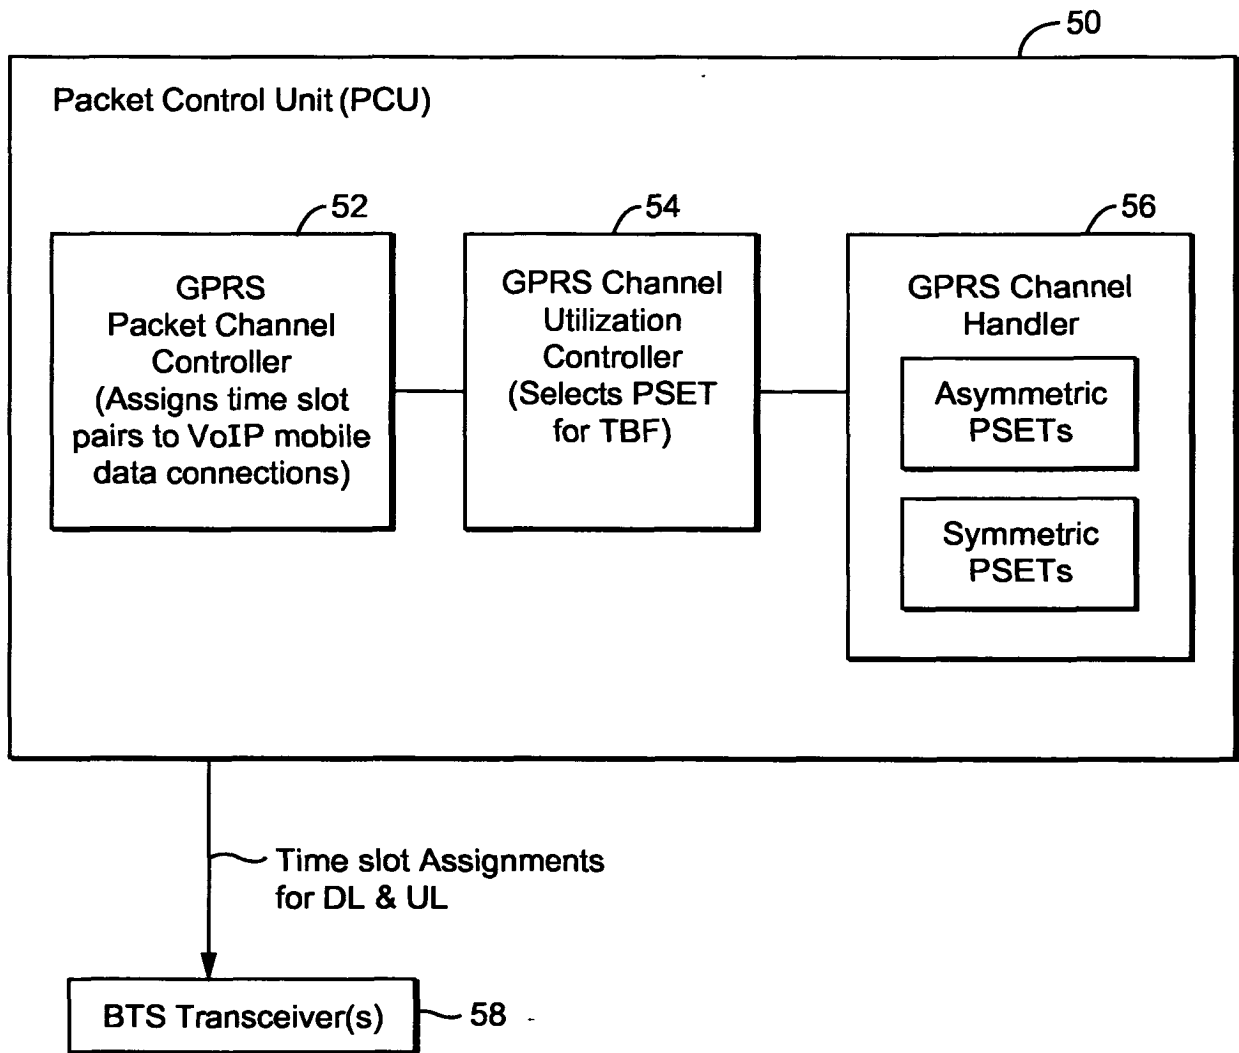 50
Packet Control Unit (PCU)
52
GPRS
Packet Channel
Controller
(Assigns time slot
pairs to VoIP mobile
data connections)
54
GPRS Channel
Utilization
Controller
(Selects PSET
for TBF)
56
GPRS Channel
Handler
Asymmetric
PSETs
Symmetric
PSETs
Time slot Assignments
for DL & UL
BTS Transceiver(s)
58